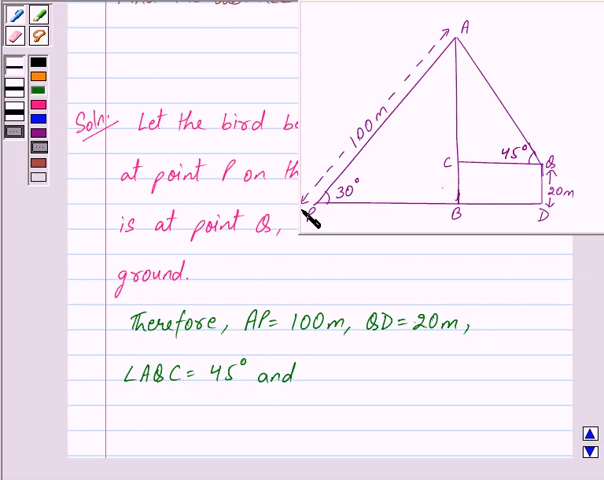 Soln:- Let the bird be
at point P on th
is at point Q,
ground.
Therefore, AP = 100m, QD = 20m,
∠AQC = 45° and
A
100m
C
45°
Q
20m
30°
B
D